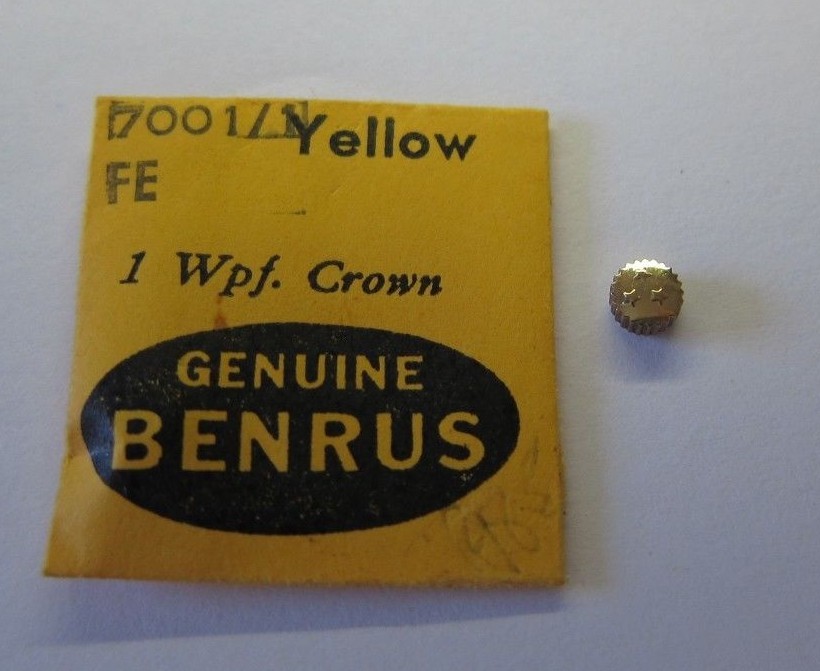 7001/1 Yellow
FE
1 Wpf. Crown
GENUINE
BENRUS